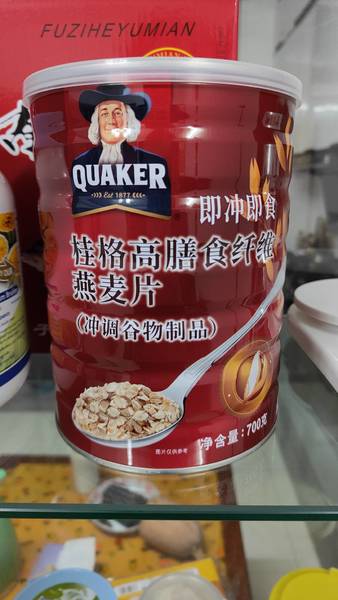 FUZIHEYUMIAN
QUAKER
Est 1877
即冲即食
桂格高膳食纤维
燕麦片
(冲调谷物制品)
净含量:700克
图片仅供参考